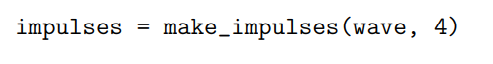 impulses = make_impulses(wave, 4)